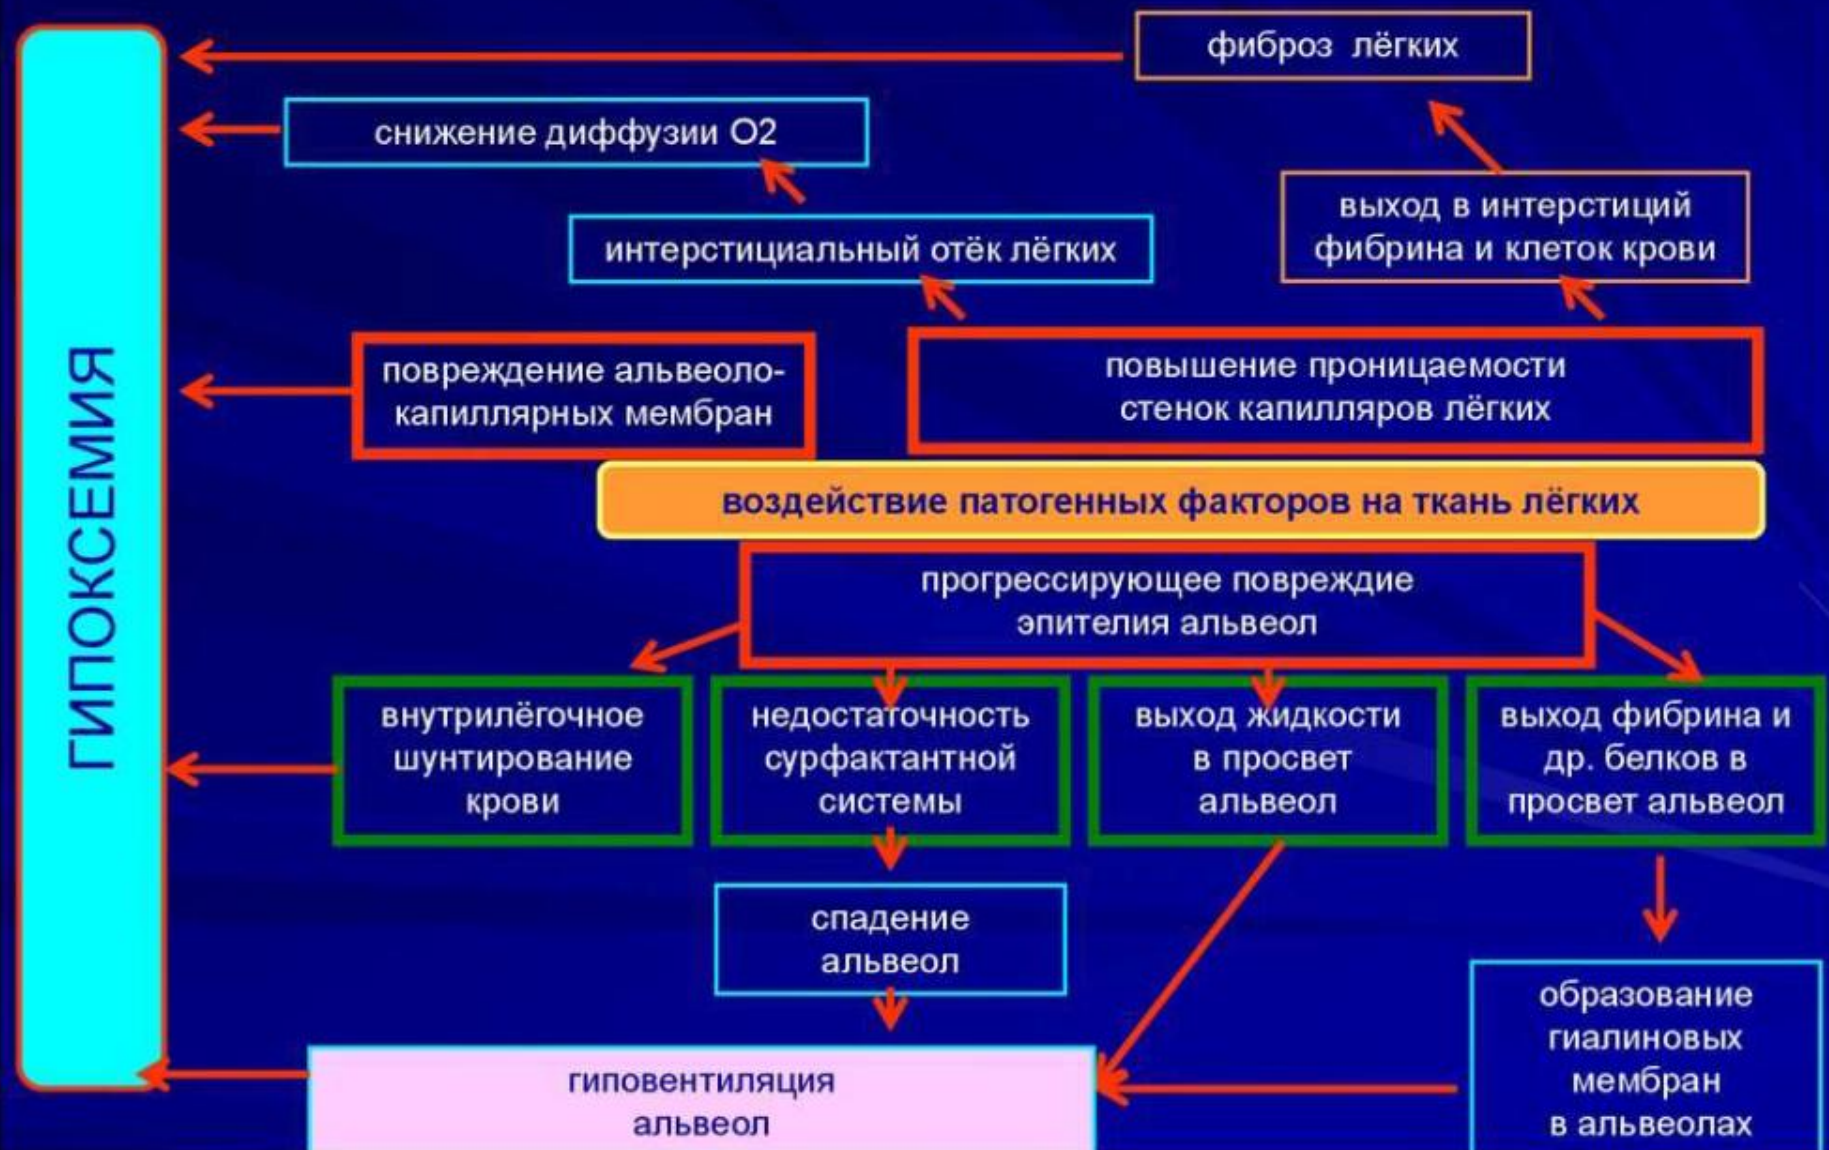 фиброз лёгких
снижение диффузии О2
выход в интерстиций
фибрина и клеток крови
интерстициальный отёк лёгких
ГИПОКСЕМИЯ
повреждение альвеоло-
капиллярных мембран
повышение проницаемости
стенок капилляров лёгких
воздействие патогенных факторов на ткань лёгких
прогрессирующее повреждие
эпителия альвеол
внутрилёгочное
шунтирование
крови
недостаточность
сурфактантной
системы
выход жидкости
в просвет
альвеол
выход фибрина и
др. белков в
просвет альвеол
спадение
альвеол
образование
гиалиновых
мембран
в альвеолах
гиповентиляция
альвеол